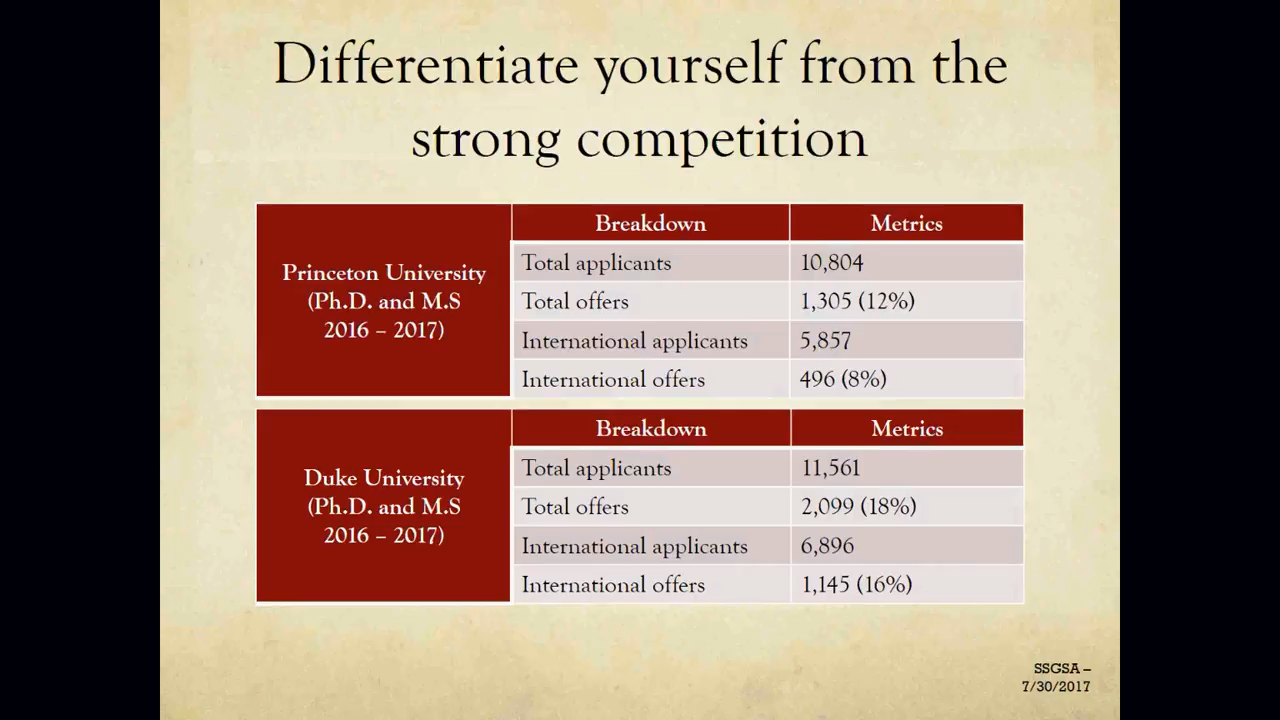 Differentiate yourself from the
strong competition
Princeton University
(Ph.D. and M.S
2016 – 2017)
Breakdown Metrics
Total applicants 10,804
Total offers 1,305 (12%)
International applicants 5,857
International offers 496 (8%)
Duke University
(Ph.D. and M.S
2016 – 2017)
Breakdown Metrics
Total applicants 11,561
Total offers 2,099 (18%)
International applicants 6,896
International offers 1,145 (16%)
SSGSA –
7/30/2017